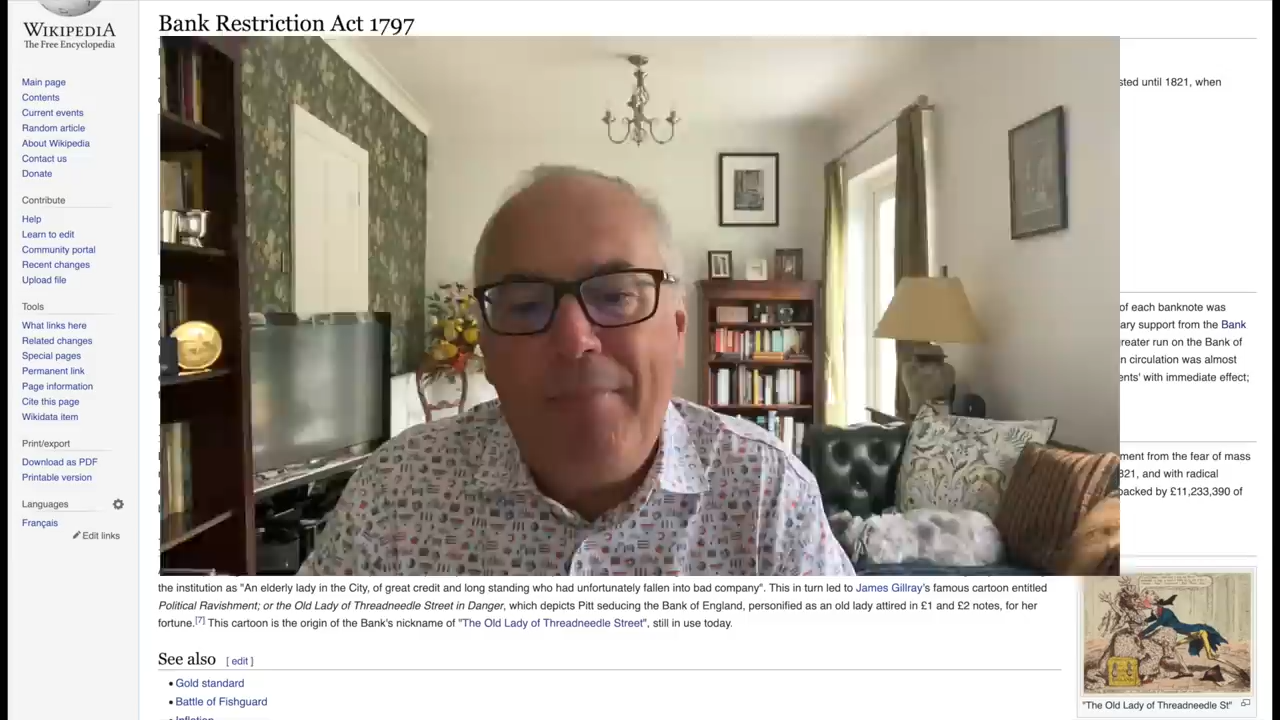 WIKIPEDIA
The Free Encyclopedia
Main page
Contents
Current events
Random article
About Wikipedia
Contact us
Donate
Contribute
Help
Learn to edit
Community portal
Recent changes
Upload file
Tools
What links here
Related changes
Special pages
Permanent link
Page information
Cite this page
Wikidata item
Print/export
Download as PDF
Printable version
Languages
Français
Edit links
Bank Restriction Act 1797
sted until 1821, when
of each banknote was
ary support from the Bank
reater run on the Bank of
n circulation was almost
ents' with immediate effect;
ment from the fear of mass
821, and with radical
backed by £11,233,390 of
the institution as "An elderly lady in the City, of great credit and long standing who had unfortunately fallen into bad company". This in turn led to James Gillray's famous cartoon entitled
Political Ravishment; or the Old Lady of Threadneedle Street in Danger, which depicts Pitt seducing the Bank of England, personified as an old lady attired in £1 and £2 notes, for her
fortune.[7] This cartoon is the origin of the Bank's nickname of "The Old Lady of Threadneedle Street", still in use today.
See also [ edit ]
Gold standard
Battle of Fishguard
Inflation
"The Old Lady of Threadneedle St"